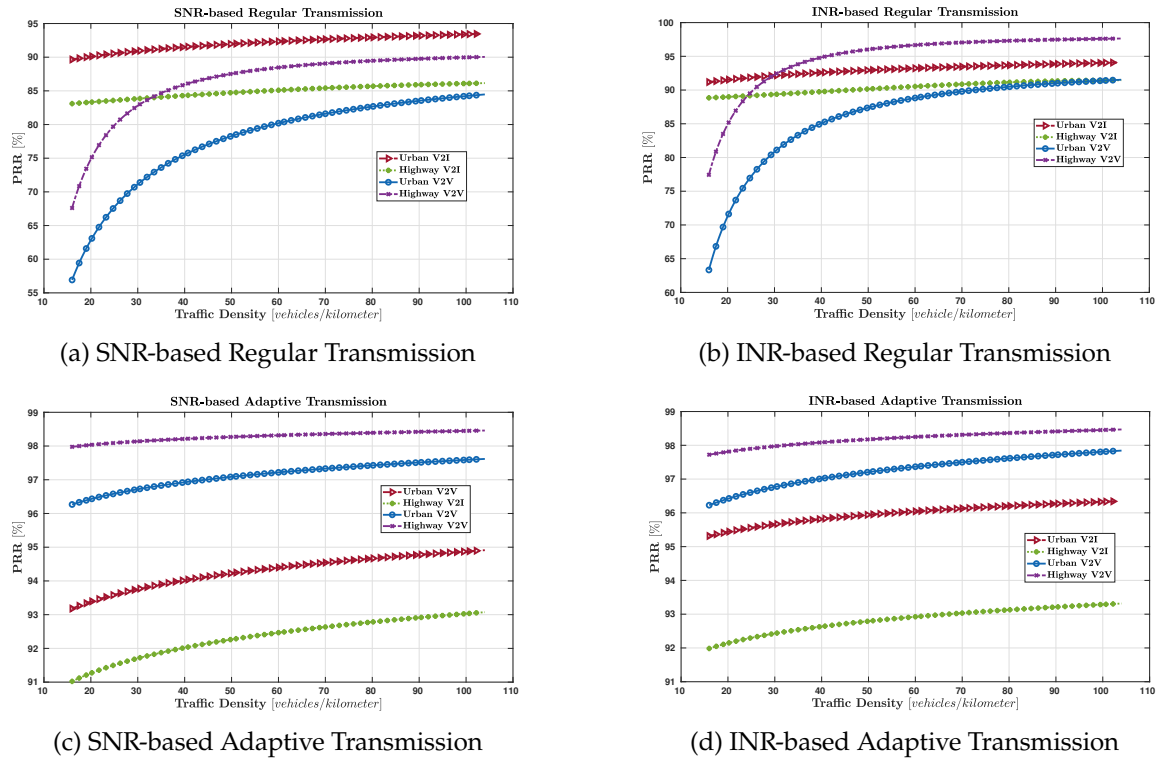 SNR-based Regular Transmission
PRR [%]
95
90
85
80
75
70
65
60
55
10 20 30 40 50 60 70 80 90 100 110
Traffic Density [vehicles/kilometer]
Urban V2I
Highway V2I
Urban V2V
Highway V2V
(a) SNR-based Regular Transmission
INR-based Regular Transmission
PRR [%]
100
95
90
85
80
75
70
65
60
10 20 30 40 50 60 70 80 90 100 110
Traffic Density [vehicle/kilometer]
Urban V2I
Highway V2I
Urban V2V
Highway V2V
(b) INR-based Regular Transmission
SNR-based Adaptive Transmission
PRR [%]
99
98
97
96
95
94
93
92
91
10 20 30 40 50 60 70 80 90 100 110
Traffic Density [vehicles/kilometer]
Urban V2V
Highway V2I
Urban V2V
Highway V2V
(c) SNR-based Adaptive Transmission
INR-based Adaptive Transmission
PRR [%]
99
98
97
96
95
94
93
92
91
10 20 30 40 50 60 70 80 90 100 110
Traffic Density [vehicles/kilometer]
Urban V2I
Highway V2I
Urban V2V
Highway V2V
(d) INR-based Adaptive Transmission